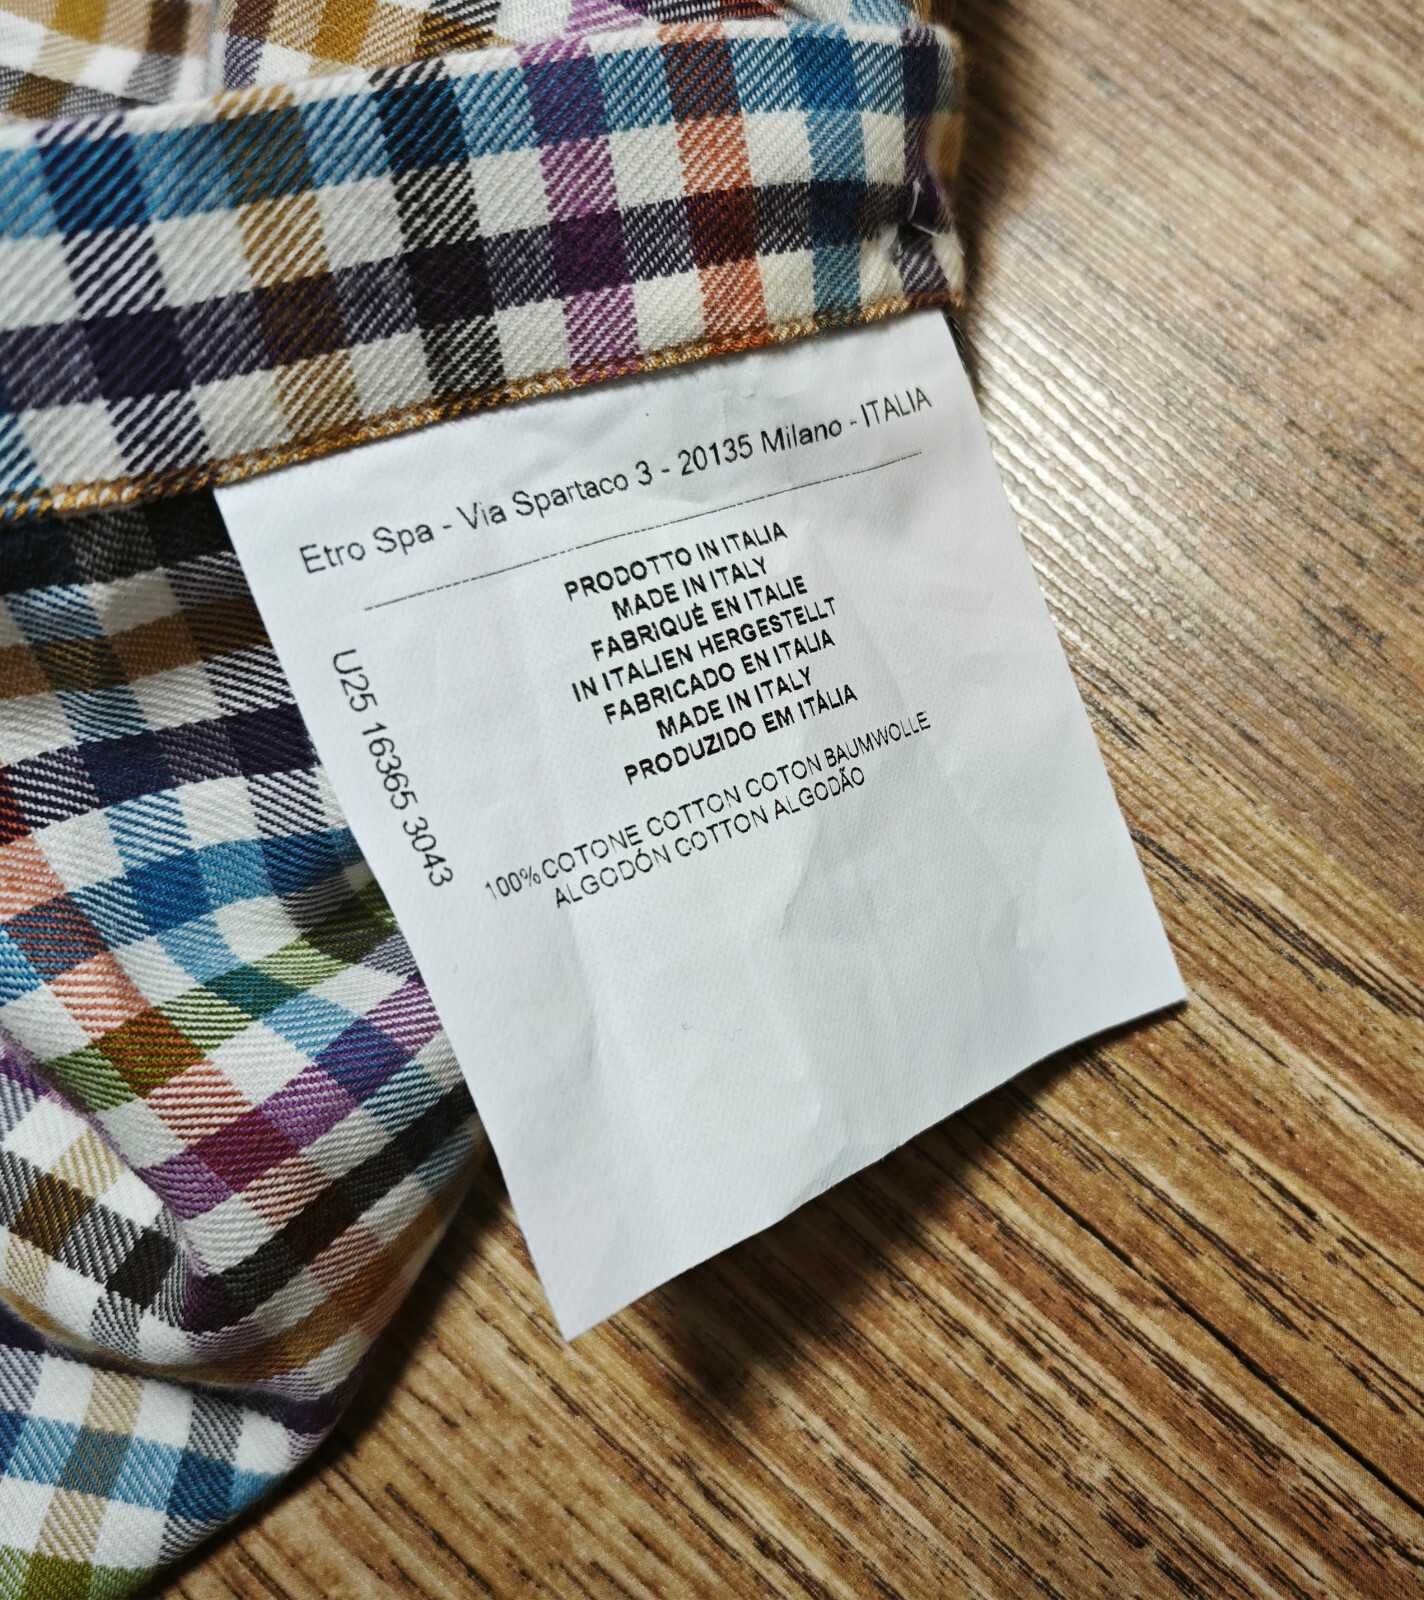 Etro Spa - Via Spartaco 3 - 20135 Milano - ITALIA
PRODOTTO IN ITALIA
MADE IN ITALY
FABRIQUÉ EN ITALIE
IN ITALIEN HERGESTELLT
FABRICADO EN ITALIA
MADE IN ITALY
PRODUZIDO EM ITÁLIA
U25 16365 3043
100% COTONE COTTON COTON BAUMWOLLE
ALGODÓN COTTON ALGODÃO